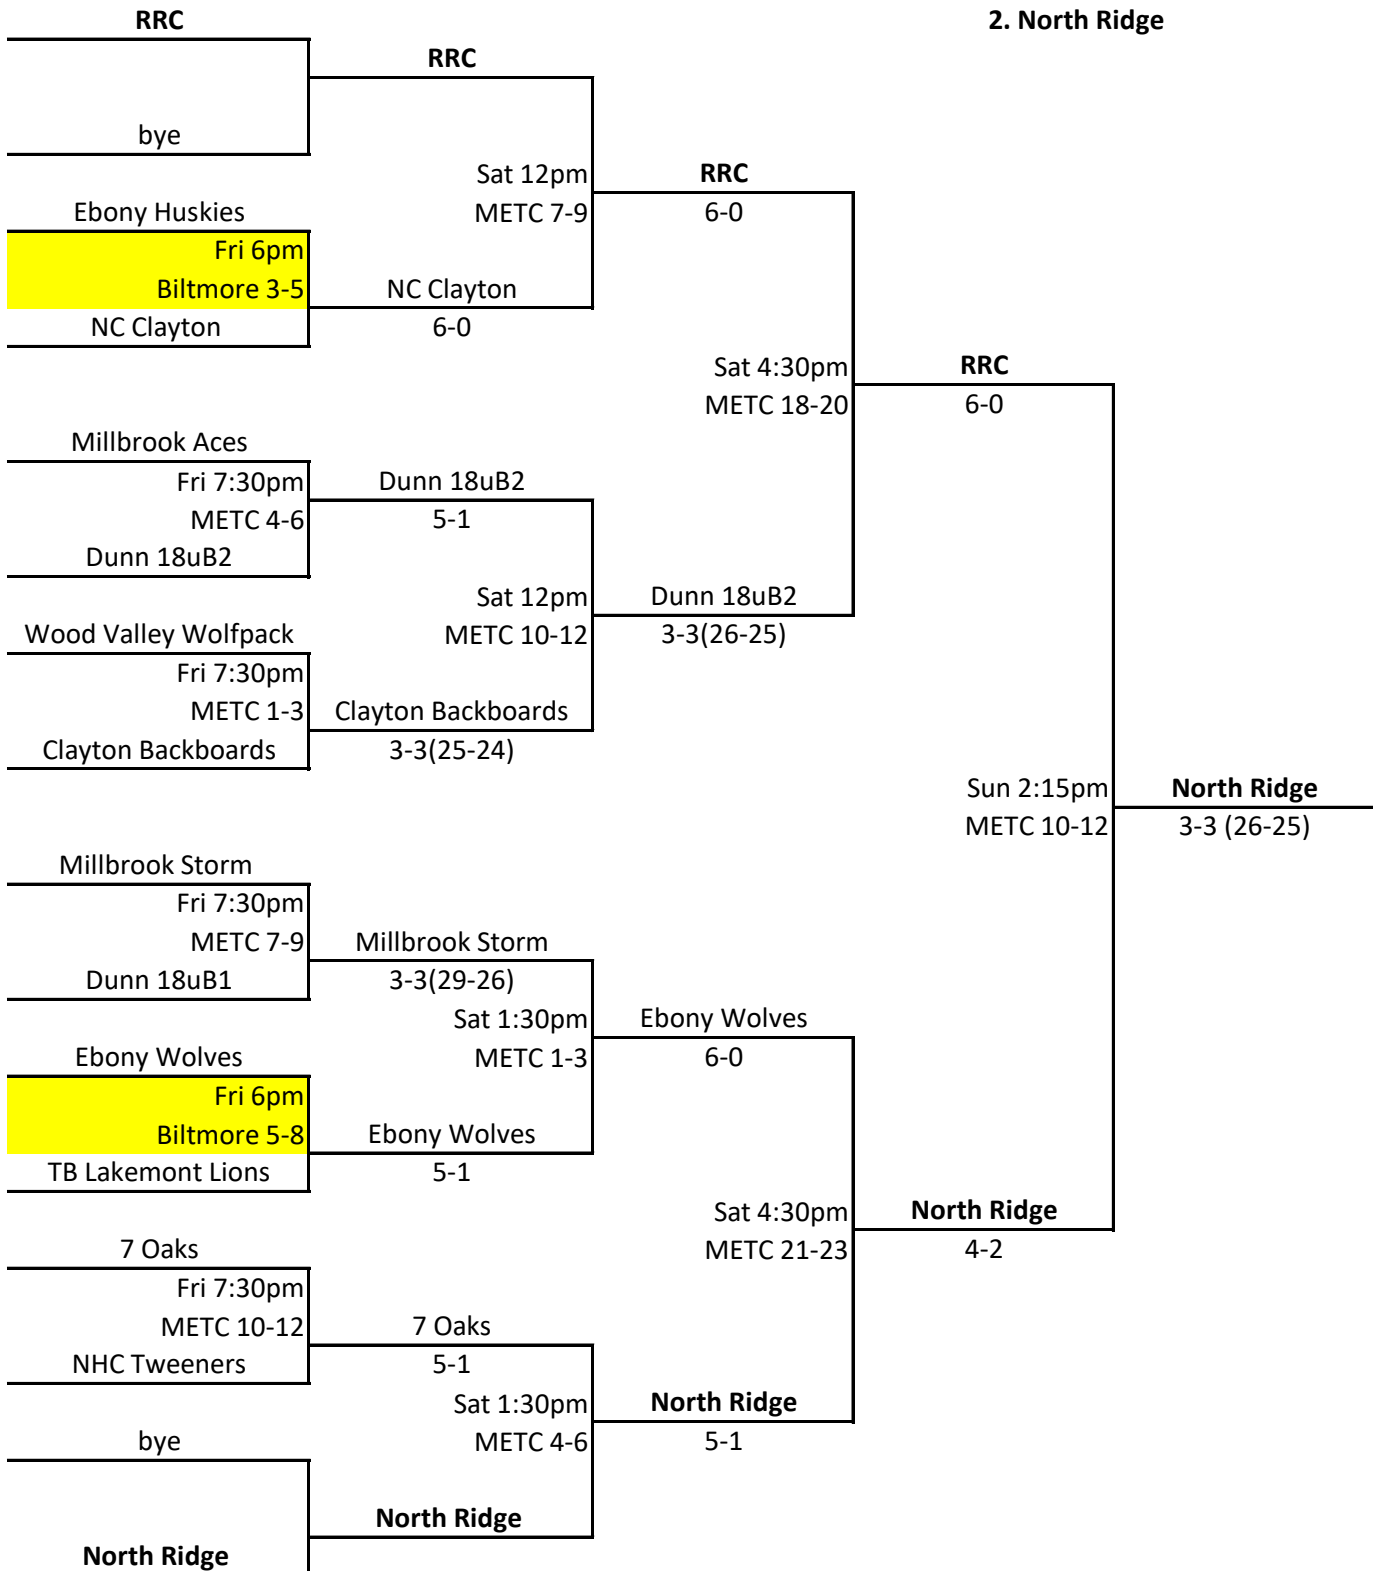 RRC
2. North Ridge
RRC
bye
Sat 12pm
METC 7-9
RRC
6-0
Ebony Huskies
Fri 6pm
Biltmore 3-5
NC Clayton
NC Clayton
6-0
Sat 4:30pm
METC 18-20
RRC
6-0
Millbrook Aces
Fri 7:30pm
METC 4-6
Dunn 18uB2
Dunn 18uB2
5-1
Sat 12pm
METC 10-12
Dunn 18uB2
3-3(26-25)
Wood Valley Wolfpack
Fri 7:30pm
METC 1-3
Clayton Backboards
Clayton Backboards
3-3(25-24)
Sun 2:15pm
METC 10-12
North Ridge
3-3 (26-25)
Millbrook Storm
Fri 7:30pm
METC 7-9
Dunn 18uB1
Millbrook Storm
3-3(29-26)
Sat 1:30pm
METC 1-3
Ebony Wolves
6-0
Ebony Wolves
Fri 6pm
Biltmore 5-8
TB Lakemont Lions
Ebony Wolves
5-1
Sat 4:30pm
METC 21-23
North Ridge
4-2
7 Oaks
Fri 7:30pm
METC 10-12
NHC Tweeners
7 Oaks
5-1
Sat 1:30pm
METC 4-6
North Ridge
5-1
bye
North Ridge
North Ridge